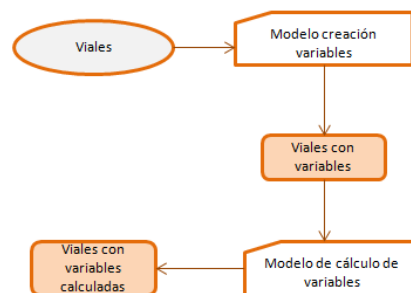 Viales
Modelo creación
variables
Viales con
variables
Viales con
variables
calculadas
Modelo de cálculo de
variables